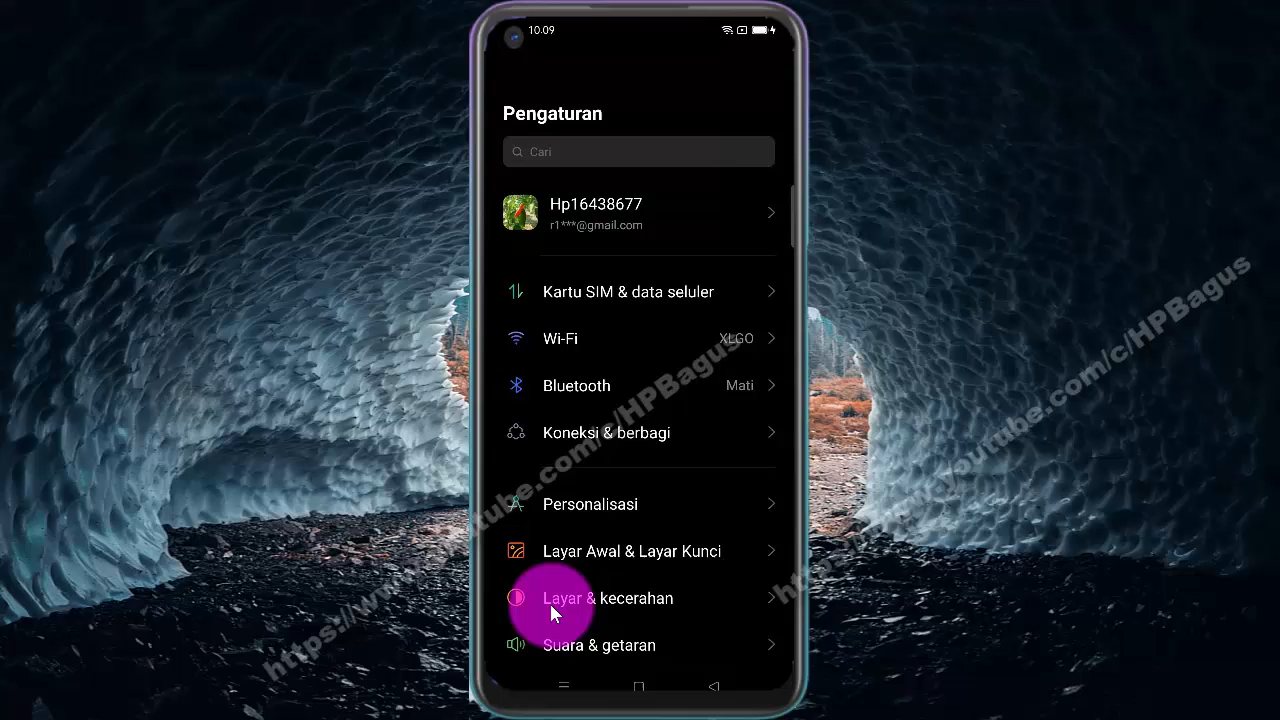 10.09
Pengaturan
Cari
Hp16438677
r1***@gmail.com
Kartu SIM & data seluler
Wi-Fi XLGO
Bluetooth Mati
Koneksi & berbagi
Personalisasi
Layar Awal & Layar Kunci
Layar & kecerahan
Suara & getaran
https://www.youtube.com/c/HPBagus
https://www.youtube.com/c/HPBagus